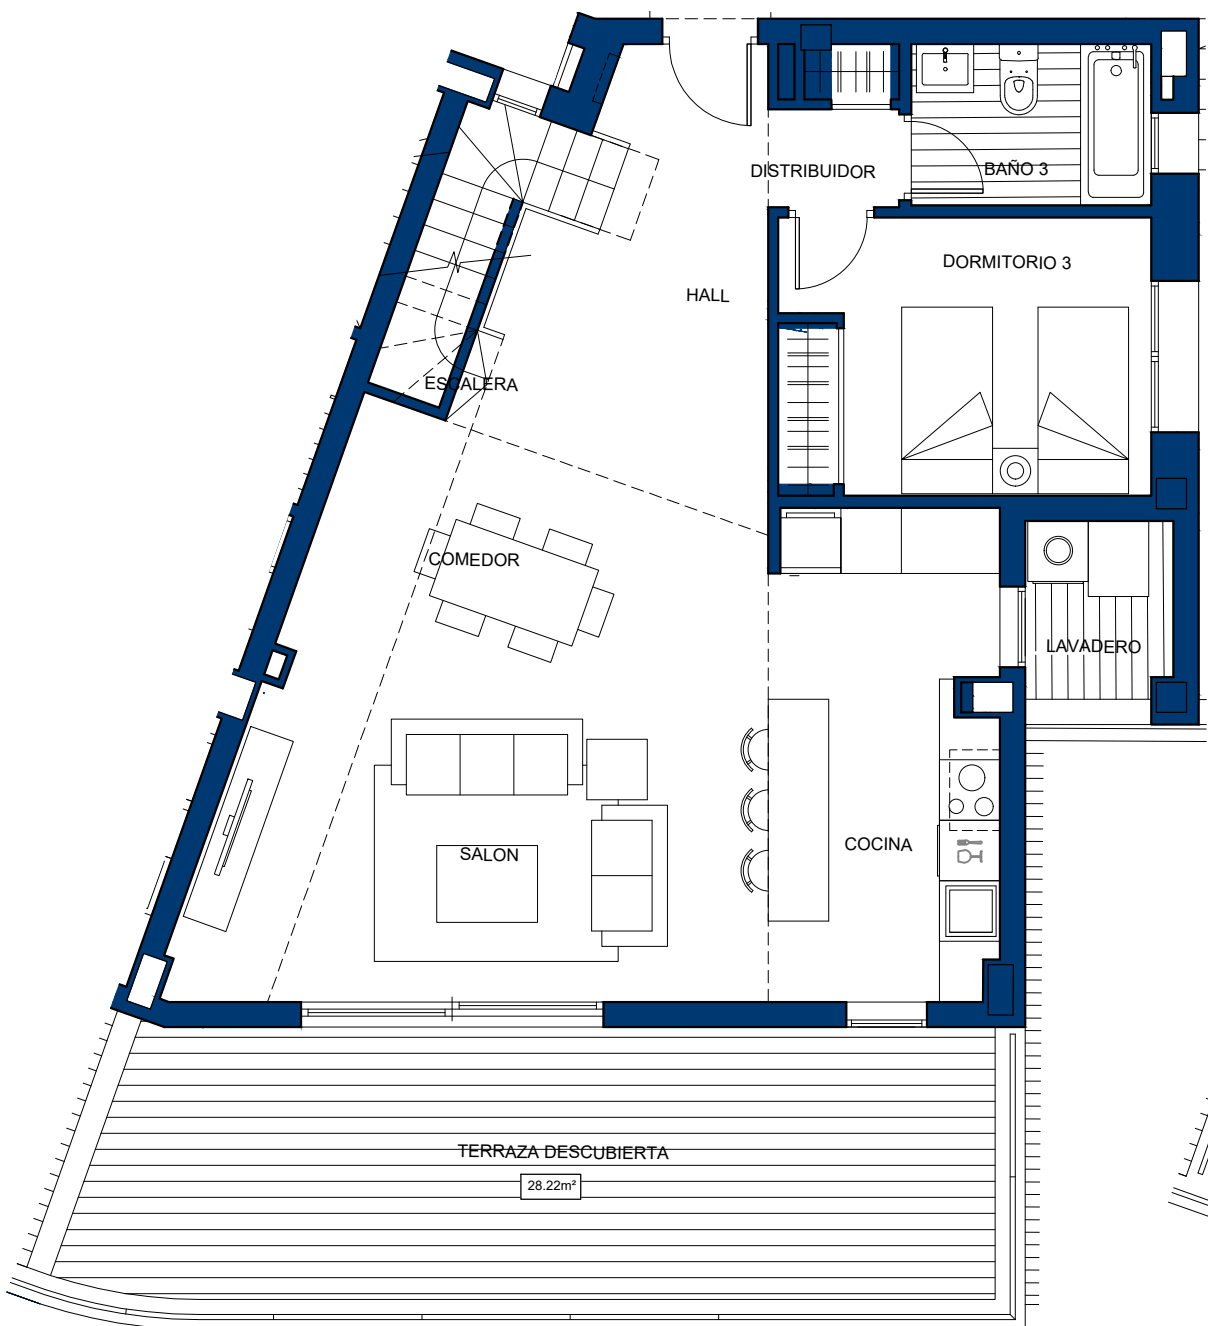 DISTRIBUIDOR
BAÑO 3
DORMITORIO 3
HALL
ESCALERA
COMEDOR
LAVADERO
COCINA
SALON
TERRAZA DESCUBIERTA
28.22m²